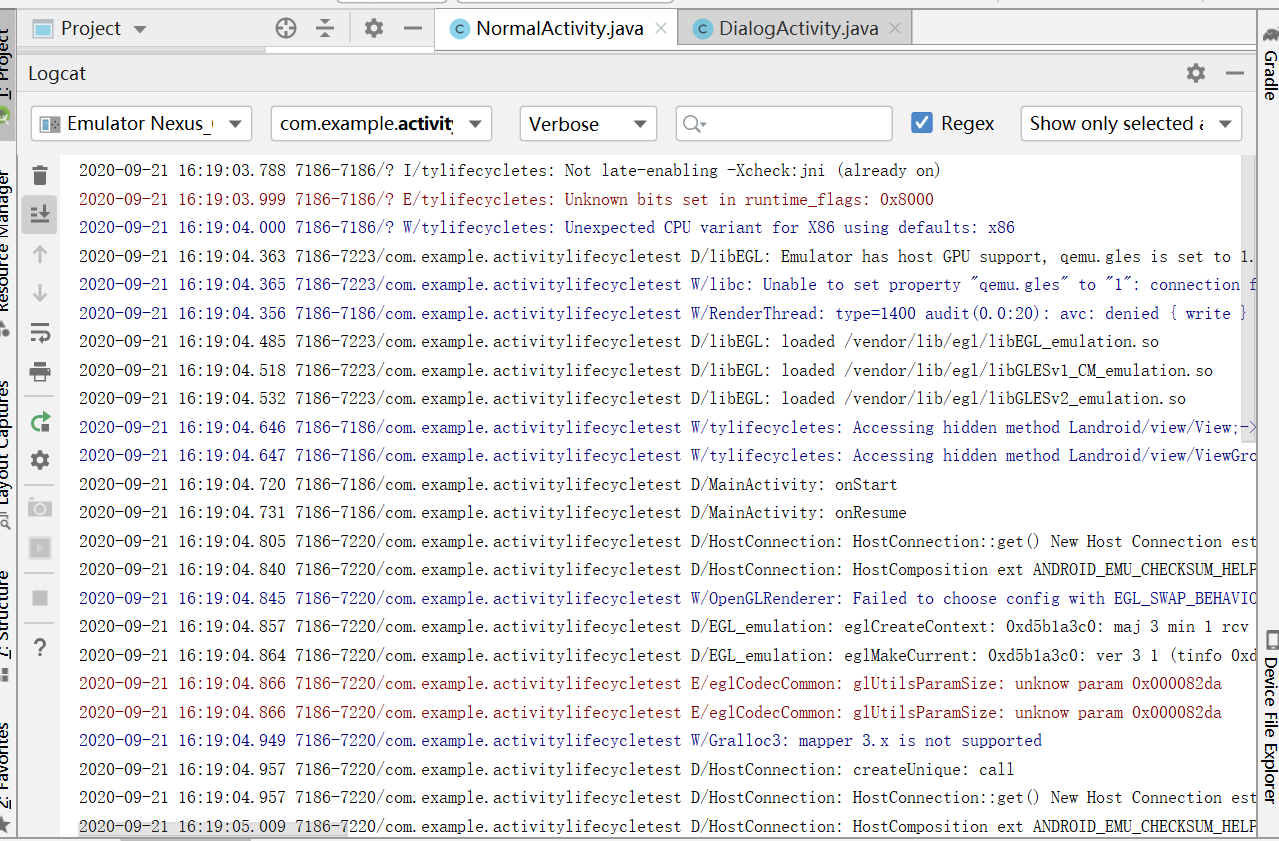 Project
NormalActivity.java
DialogActivity.java
1: Project
Gradle
Logcat
Emulator Nexus_
com.example.activity
Verbose
Regex
Show only selected a
2020-09-21 16:19:03.788 7186-7186/? I/tylifecycletes: Not late-enabling -Xcheck:jni (already on)
2020-09-21 16:19:03.999 7186-7186/? E/tylifecycletes: Unknown bits set in runtime_flags: 0x8000
2020-09-21 16:19:04.000 7186-7186/? W/tylifecycletes: Unexpected CPU variant for X86 using defaults: x86
2020-09-21 16:19:04.363 7186-7223/com.example.activitylifecycletest D/libEGL: Emulator has host GPU support, qemu.gles is set to 1.
2020-09-21 16:19:04.365 7186-7223/com.example.activitylifecycletest W/libc: Unable to set property "qemu.gles" to "1": connection f
2020-09-21 16:19:04.356 7186-7186/com.example.activitylifecycletest W/RenderThread: type=1400 audit(0.0:20): avc: denied { write }
2020-09-21 16:19:04.485 7186-7223/com.example.activitylifecycletest D/libEGL: loaded /vendor/lib/egl/libEGL_emulation.so
2020-09-21 16:19:04.518 7186-7223/com.example.activitylifecycletest D/libEGL: loaded /vendor/lib/egl/libGLESv1_CM_emulation.so
2020-09-21 16:19:04.532 7186-7223/com.example.activitylifecycletest D/libEGL: loaded /vendor/lib/egl/libGLESv2_emulation.so
2020-09-21 16:19:04.646 7186-7186/com.example.activitylifecycletest W/tylifecycletes: Accessing hidden method Landroid/view/View;->
2020-09-21 16:19:04.647 7186-7186/com.example.activitylifecycletest W/tylifecycletes: Accessing hidden method Landroid/view/ViewGro
2020-09-21 16:19:04.720 7186-7186/com.example.activitylifecycletest D/MainActivity: onStart
2020-09-21 16:19:04.731 7186-7186/com.example.activitylifecycletest D/MainActivity: onResume
2020-09-21 16:19:04.805 7186-7220/com.example.activitylifecycletest D/HostConnection: HostConnection::get() New Host Connection est
2020-09-21 16:19:04.840 7186-7220/com.example.activitylifecycletest D/HostConnection: HostComposition ext ANDROID_EMU_CHECKSUM_HELP
2020-09-21 16:19:04.845 7186-7220/com.example.activitylifecycletest W/OpenGLRenderer: Failed to choose config with EGL_SWAP_BEHAVIO
2020-09-21 16:19:04.857 7186-7220/com.example.activitylifecycletest D/EGL_emulation: eglCreateContext: 0xd5b1a3c0: maj 3 min 1 rcv
2020-09-21 16:19:04.864 7186-7220/com.example.activitylifecycletest D/EGL_emulation: eglMakeCurrent: 0xd5b1a3c0: ver 3 1 (tinfo 0xd
2020-09-21 16:19:04.866 7186-7220/com.example.activitylifecycletest E/eglCodecCommon: glUtilsParamSize: unknow param 0x000082da
2020-09-21 16:19:04.866 7186-7220/com.example.activitylifecycletest E/eglCodecCommon: glUtilsParamSize: unknow param 0x000082da
2020-09-21 16:19:04.949 7186-7220/com.example.activitylifecycletest W/Gralloc3: mapper 3.x is not supported
2020-09-21 16:19:04.957 7186-7220/com.example.activitylifecycletest D/HostConnection: createUnique: call
2020-09-21 16:19:04.957 7186-7220/com.example.activitylifecycletest D/HostConnection: HostConnection::get() New Host Connection est
2020-09-21 16:19:05.009 7186-7220/com.example.activitylifecycletest D/HostConnection: HostComposition ext ANDROID_EMU_CHECKSUM_HELP
Resource Manager
Layout Captures
7: Structure
2: Favorites
Device File Explorer